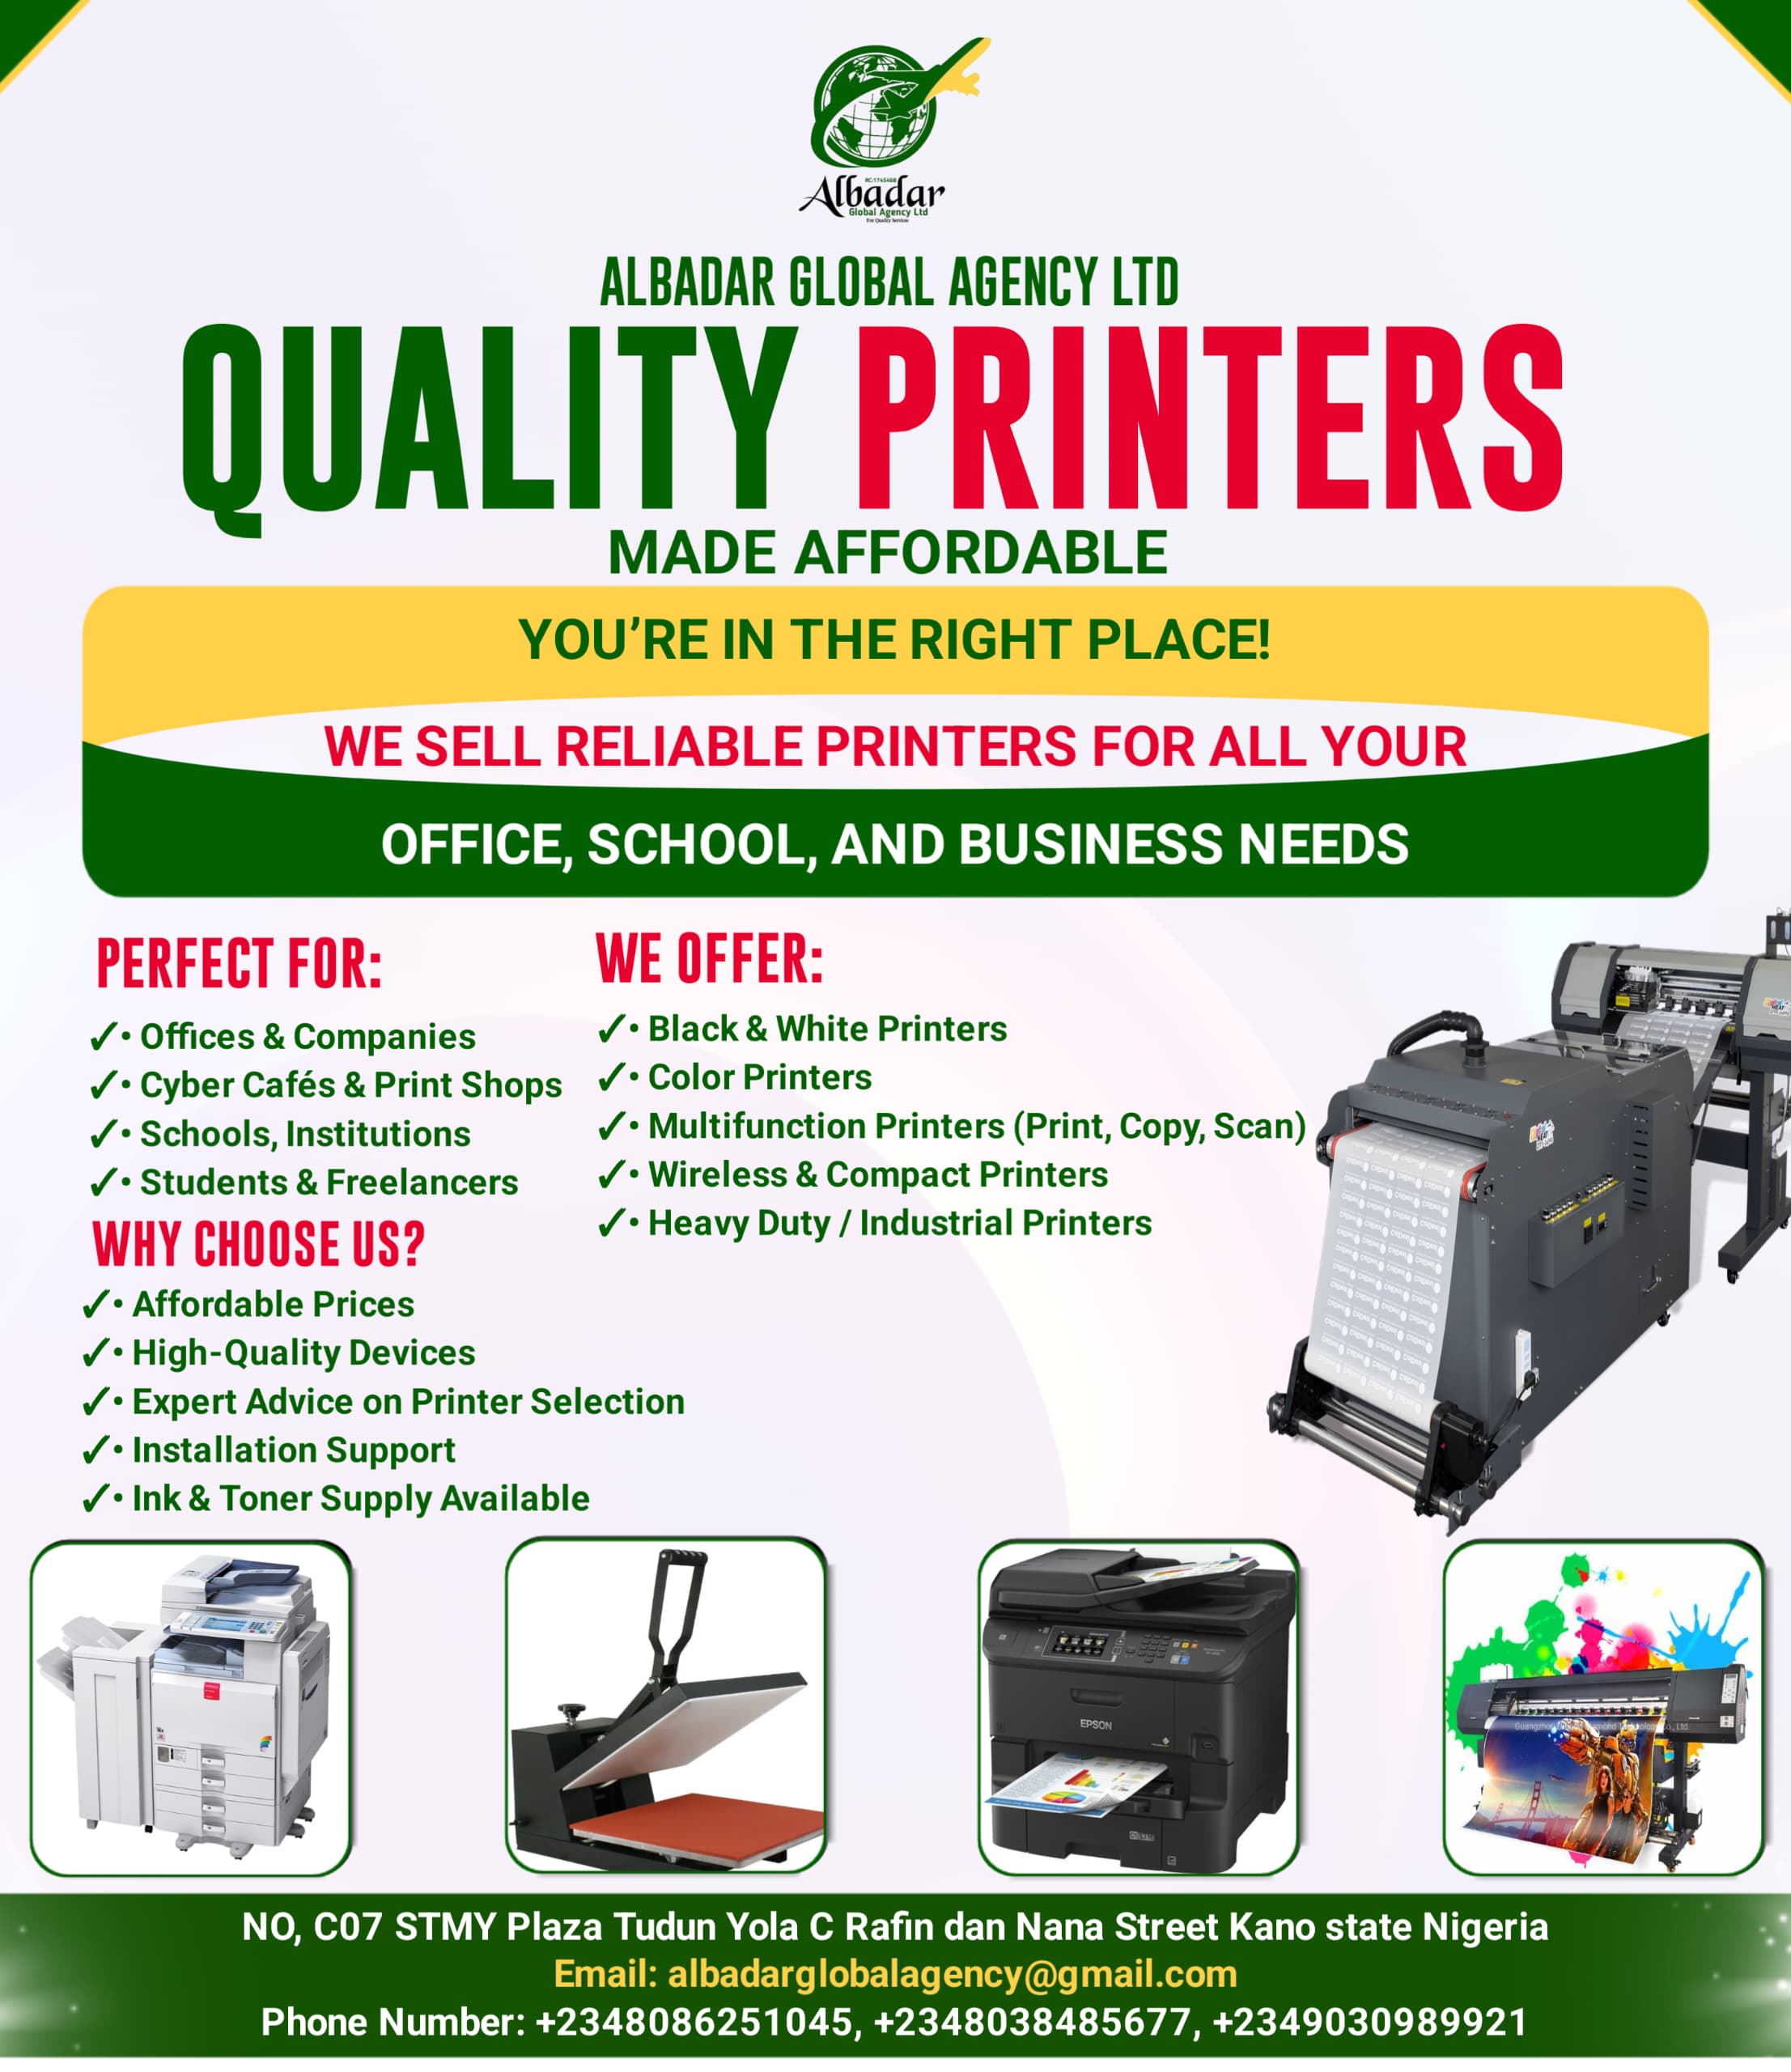 RC:1745468
Albadar
Global Agency Ltd
For Quality Services
ALBADAR GLOBAL AGENCY LTD
QUALITY PRINTERS
MADE AFFORDABLE
YOU’RE IN THE RIGHT PLACE!
WE SELL RELIABLE PRINTERS FOR ALL YOUR
OFFICE, SCHOOL, AND BUSINESS NEEDS
PERFECT FOR:
✓• Offices & Companies
✓• Cyber Cafés & Print Shops
✓• Schools, Institutions
✓• Students & Freelancers
WE OFFER:
✓• Black & White Printers
✓• Color Printers
✓• Multifunction Printers (Print, Copy, Scan)
✓• Wireless & Compact Printers
✓• Heavy Duty / Industrial Printers
WHY CHOOSE US?
✓• Affordable Prices
✓• High-Quality Devices
✓• Expert Advice on Printer Selection
✓• Installation Support
✓• Ink & Toner Supply Available
EPSON
NO, C07 STMY Plaza Tudun Yola C Rafin dan Nana Street Kano state Nigeria
Email: albadarglobalagency@gmail.com
Phone Number: +2348086251045, +2348038485677, +2349030989921